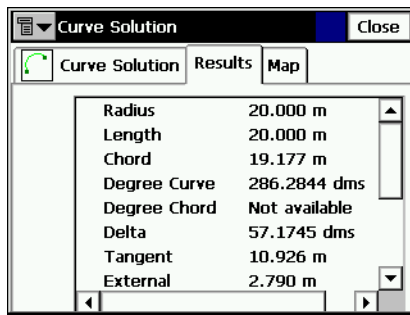 Curve Solution Close
Curve Solution Results Map
Radius 20.000 m
Length 20.000 m
Chord 19.177 m
Degree Curve 286.2844 dms
Degree Chord Not available
Delta 57.1745 dms
Tangent 10.926 m
External 2.790 m